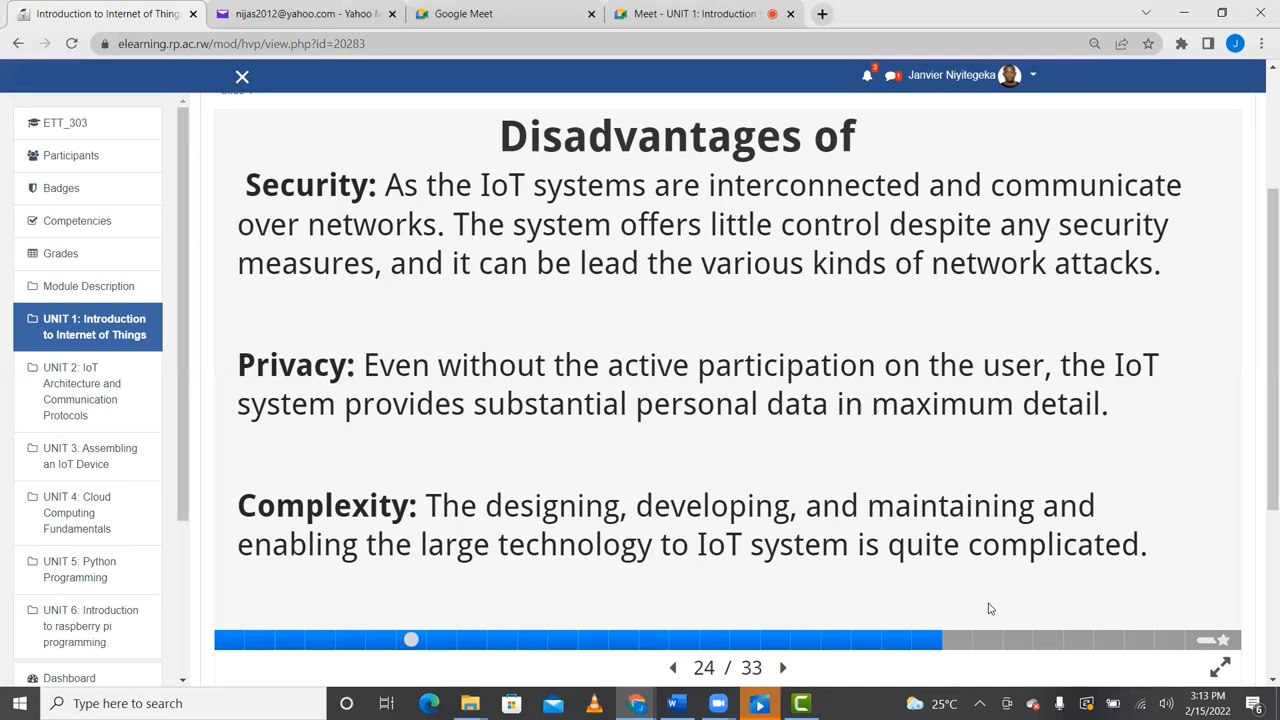 Introduction to Internet of Things
nijas2012@yahoo.com - Yahoo M
Google Meet
Meet - UNIT 1: Introduction
elearning.rp.ac.rw/mod/hvp/view.php?id=20283
J
3
1
Janvier Niyitegeka
ETT_303
Participants
Badges
Competencies
Grades
Module Description
UNIT 1: Introduction
to Internet of Things
UNIT 2: IoT
Architecture and
Communication
Protocols
UNIT 3: Assembling
an IoT Device
UNIT 4: Cloud
Computing
Fundamentals
UNIT 5: Python
Programming
UNIT 6: Introduction
to raspberry pi
programming.
Dashboard
Disadvantages of
Security: As the IoT systems are interconnected and communicate
over networks. The system offers little control despite any security
measures, and it can be lead the various kinds of network attacks.
Privacy: Even without the active participation on the user, the IoT
system provides substantial personal data in maximum detail.
Complexity: The designing, developing, and maintaining and
enabling the large technology to IoT system is quite complicated.
24 / 33
Type here to search
25°C
3:13 PM
2/15/2022
6